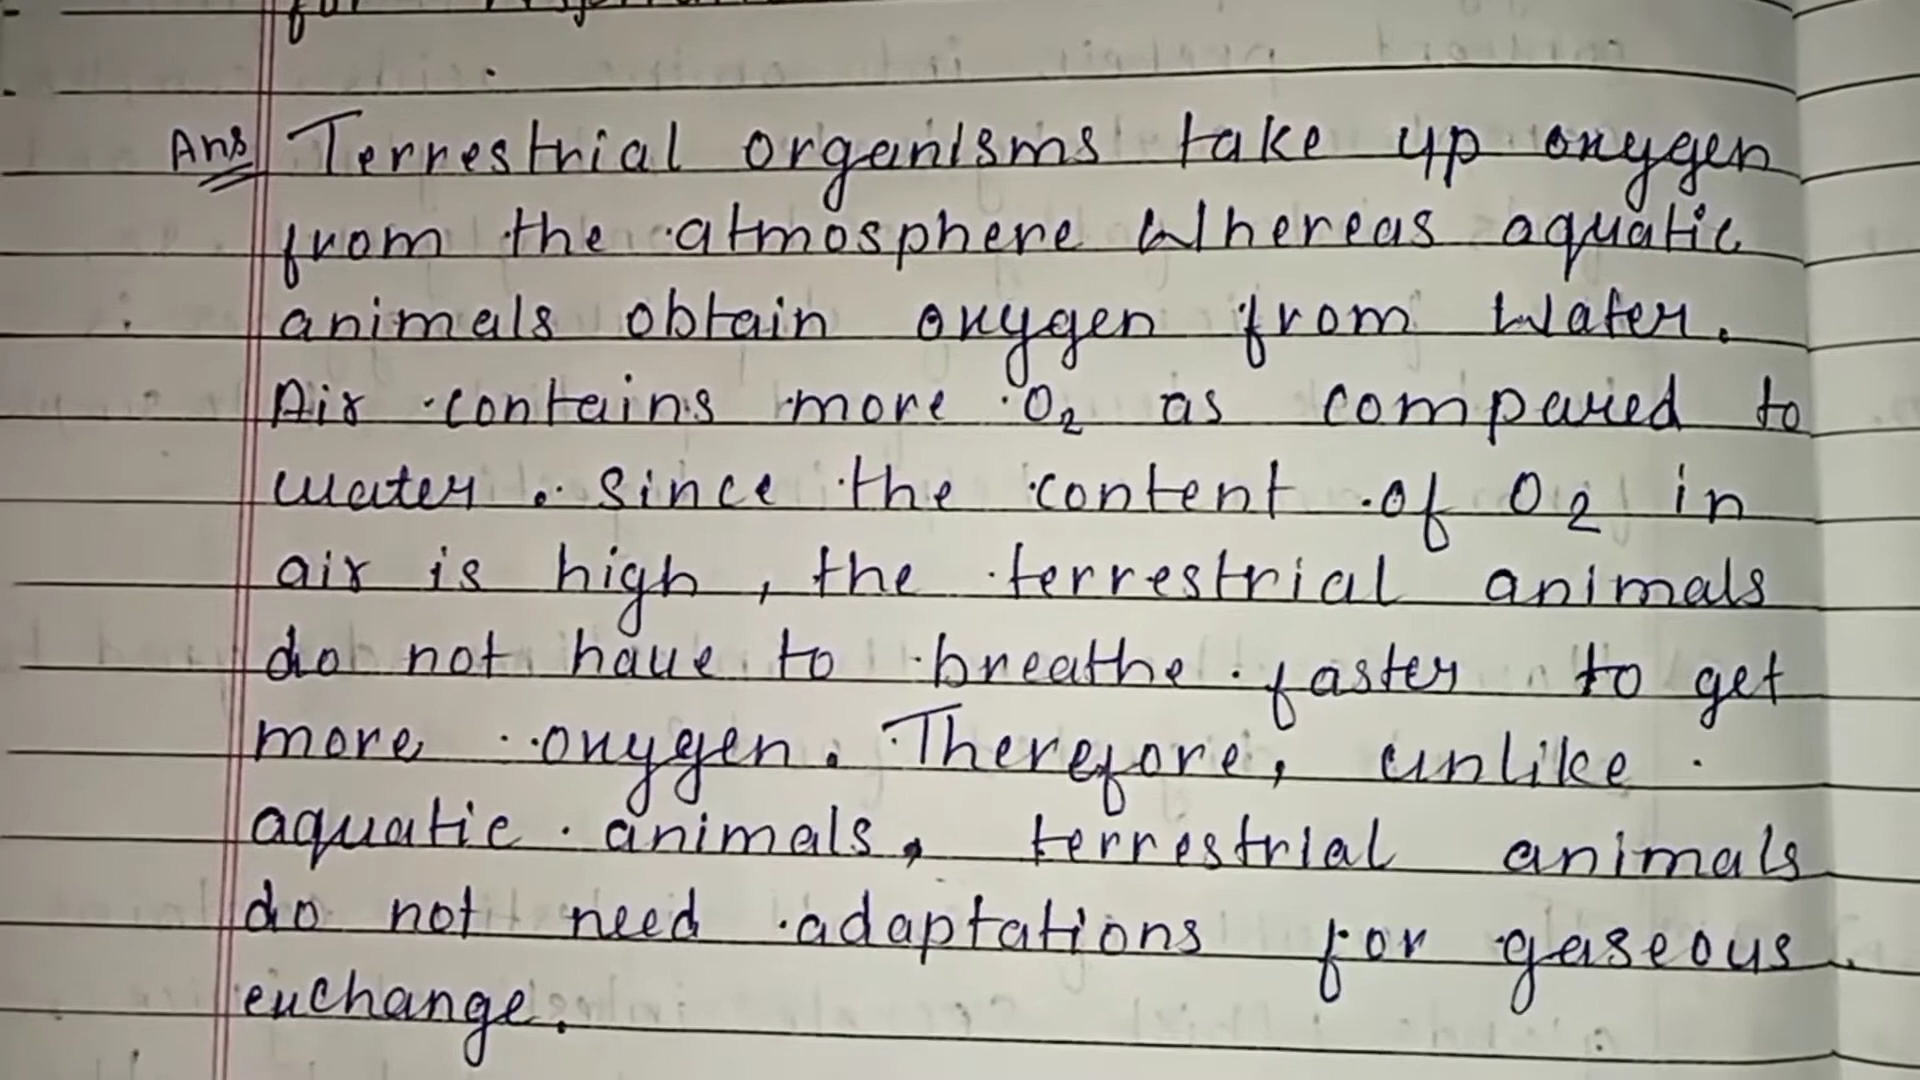 Ans Terrestrial organisms take up oxygen
from the atmosphere whereas aquatic
animals obtain oxygen from water.
Air contains more O₂ as compared to
water. Since the content of O₂ in
air is high, the terrestrial animals
do not have to breathe faster to get
more oxygen. Therefore, unlike
aquatic animals, terrestrial animals
do not need adaptations for gaseous
exchange.